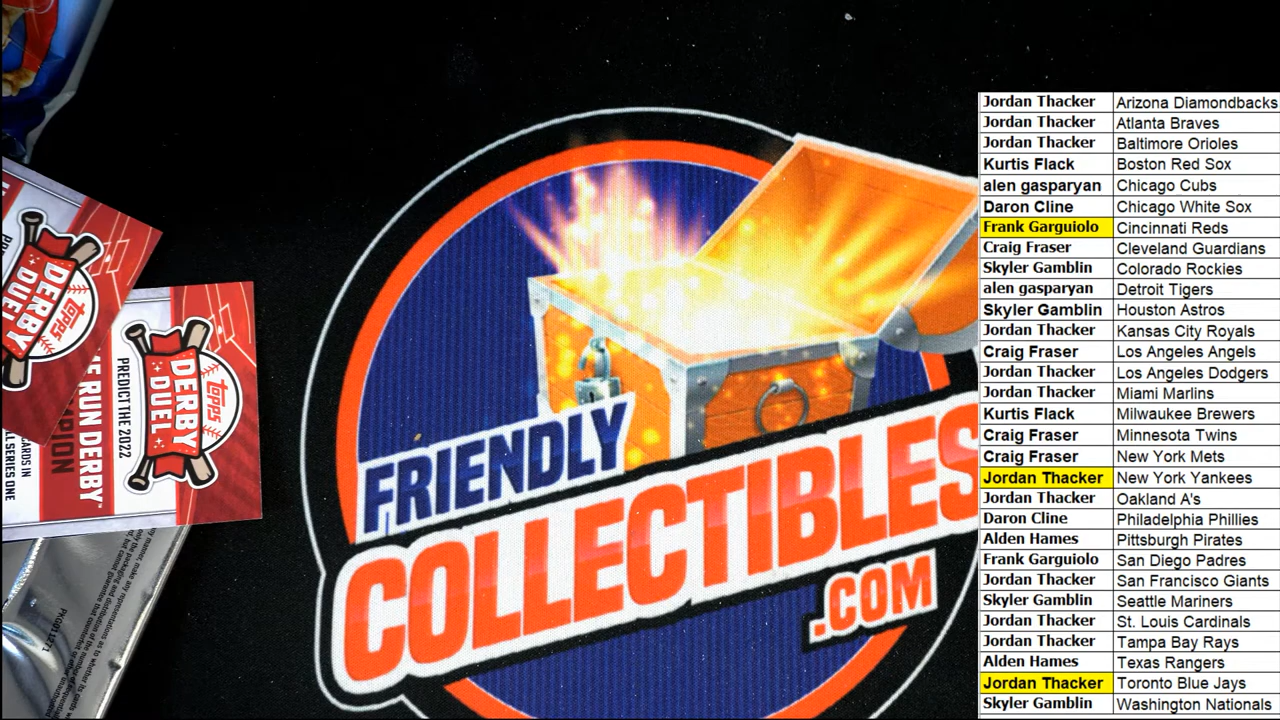 Jordan Thacker Arizona Diamondbacks
Jordan Thacker Atlanta Braves
Jordan Thacker Baltimore Orioles
Kurtis Flack Boston Red Sox
alen gasparyan Chicago Cubs
Daron Cline Chicago White Sox
Frank Garguiolo Cincinnati Reds
Craig Fraser Cleveland Guardians
Skyler Gamblin Colorado Rockies
alen gasparyan Detroit Tigers
Skyler Gamblin Houston Astros
Jordan Thacker Kansas City Royals
Craig Fraser Los Angeles Angels
Jordan Thacker Los Angeles Dodgers
Jordan Thacker Miami Marlins
Kurtis Flack Milwaukee Brewers
Craig Fraser Minnesota Twins
Craig Fraser New York Mets
Jordan Thacker New York Yankees
Jordan Thacker Oakland A's
Daron Cline Philadelphia Phillies
Alden Hames Pittsburgh Pirates
Frank Garguiolo San Diego Padres
Jordan Thacker San Francisco Giants
Skyler Gamblin Seattle Mariners
Jordan Thacker St. Louis Cardinals
Jordan Thacker Tampa Bay Rays
Alden Hames Texas Rangers
Jordan Thacker Toronto Blue Jays
Skyler Gamblin Washington Nationals
FRIENDLY
COLLECTIBLES
.COM
topps
DERBY
DUEL
topps
DERBY
DUEL
PREDICT THE 2022
RUN DERBY
CARDS IN
SERIES ONE